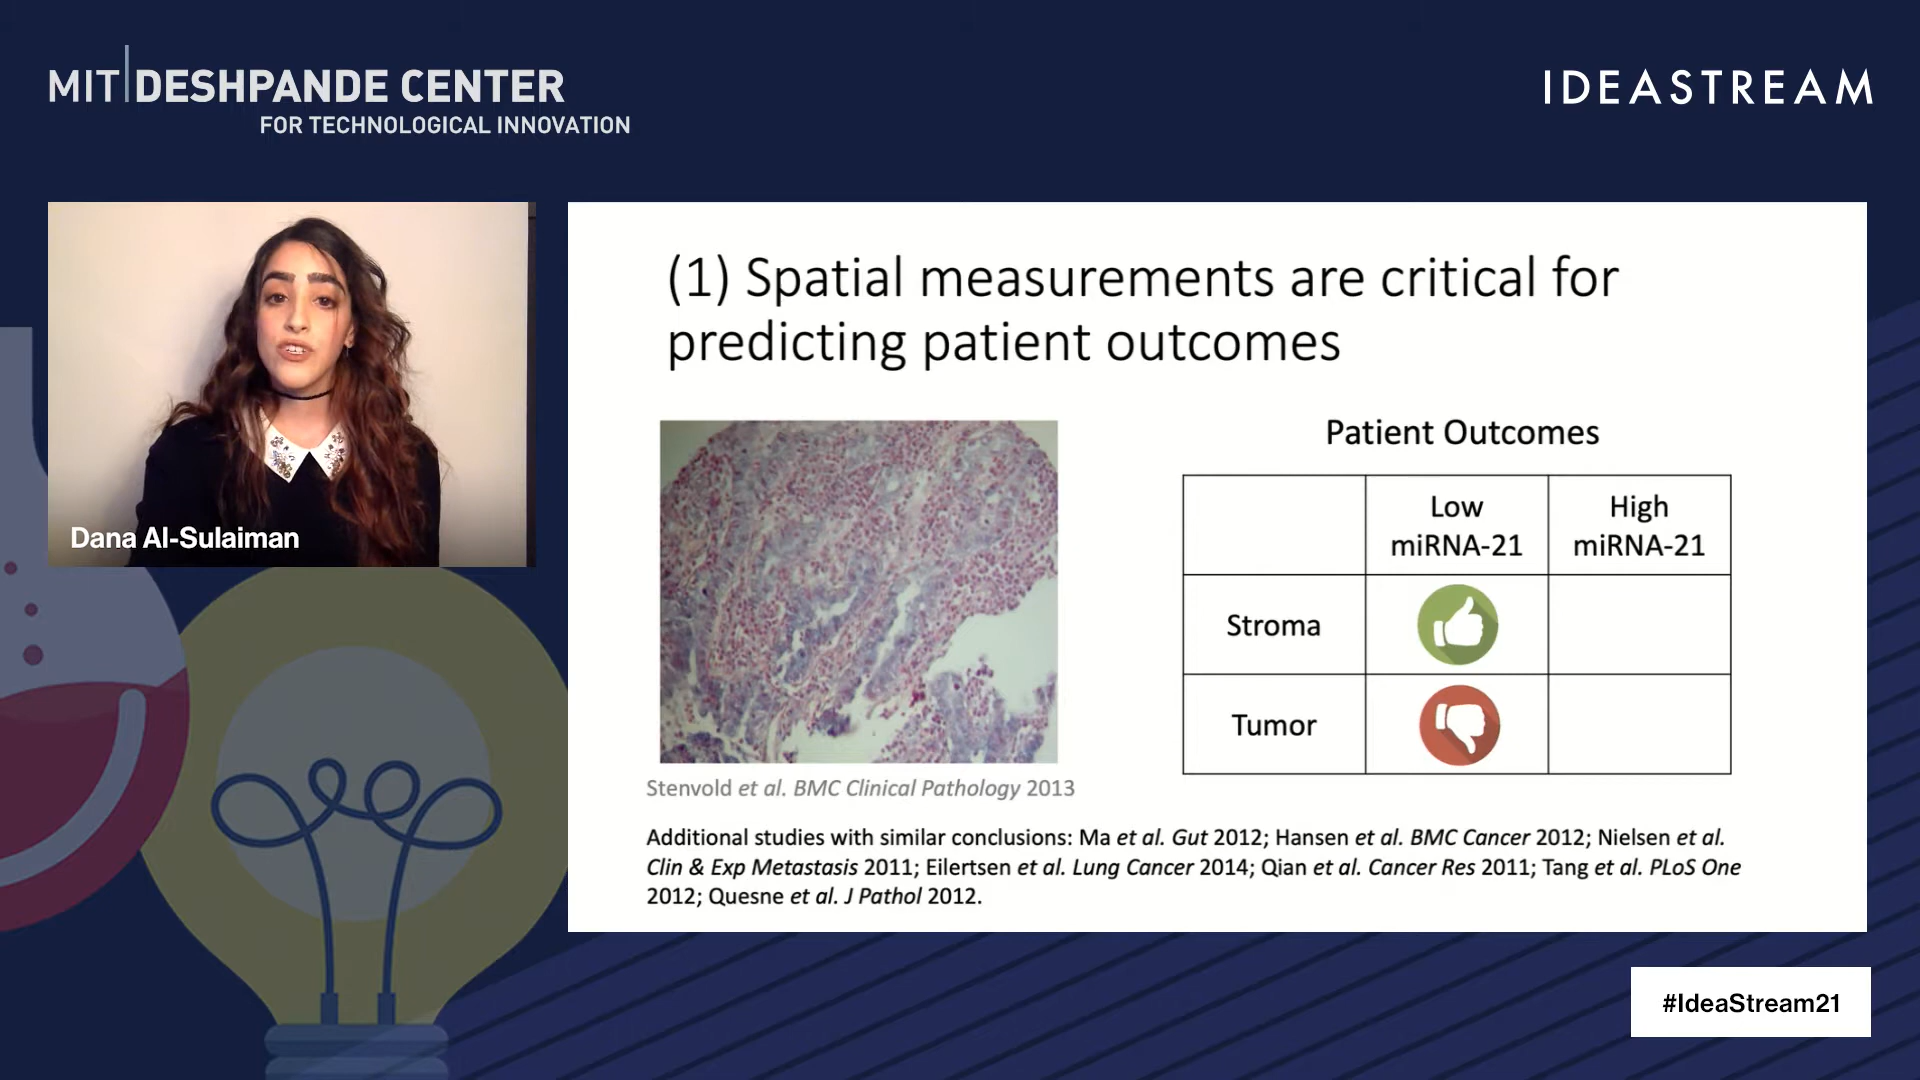 MIT DESHPANDE CENTER
FOR TECHNOLOGICAL INNOVATION
IDEASTREAM
Dana Al-Sulaiman
(1) Spatial measurements are critical for
predicting patient outcomes
Patient Outcomes
Low
miRNA-21
High
miRNA-21
Stroma
Tumor
Stenvold et al. BMC Clinical Pathology 2013
Additional studies with similar conclusions: Ma et al. Gut 2012; Hansen et al. BMC Cancer 2012; Nielsen et al.
Clin & Exp Metastasis 2011; Eilertsen et al. Lung Cancer 2014; Qian et al. Cancer Res 2011; Tang et al. PLoS One
2012; Quesne et al. J Pathol 2012.
#IdeaStream21